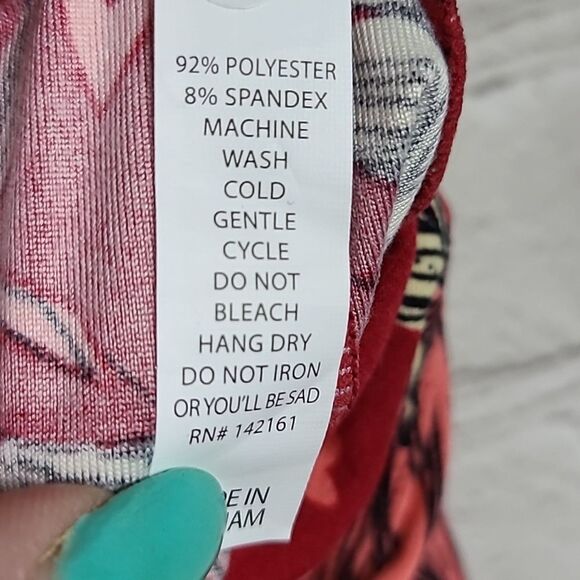 92% POLYESTER
8% SPANDEX
MACHINE
WASH
COLD
GENTLE
CYCLE
DO NOT
BLEACH
HANG DRY
DO NOT IRON
OR YOU'LL BE SAD
RN# 142161
IN